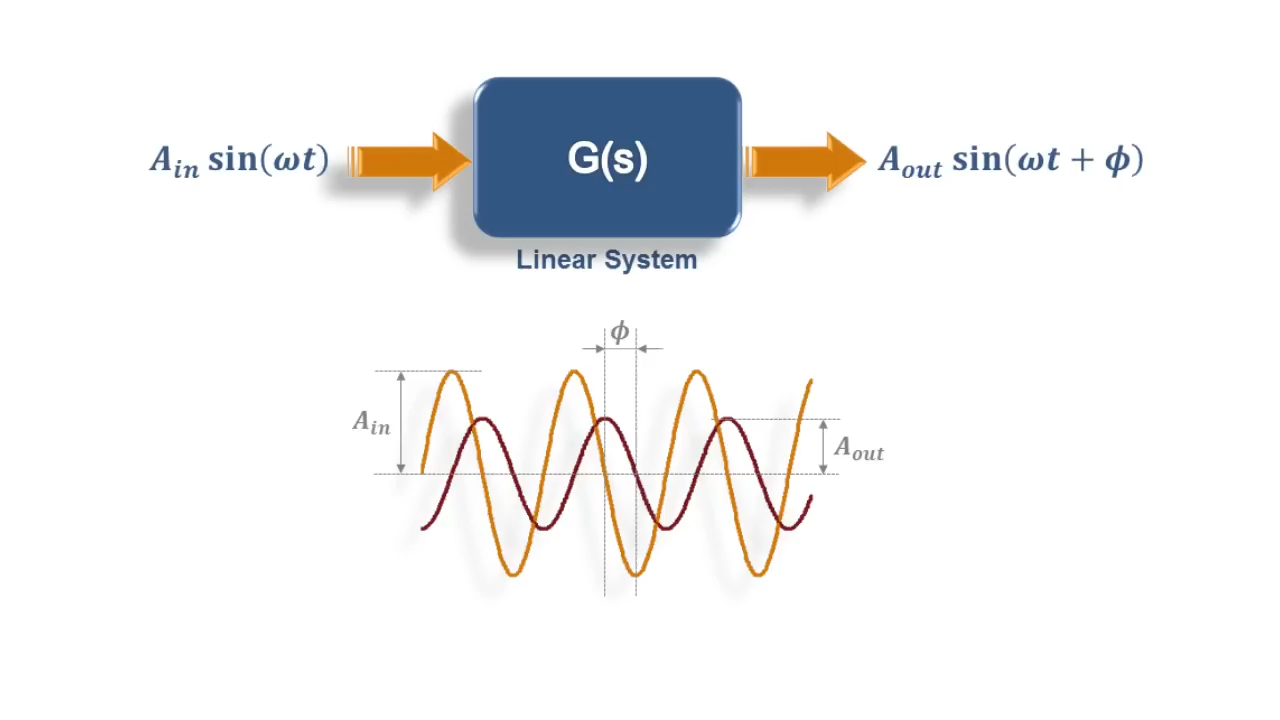 A_in sin(ωt)
G(s)
A_out sin(ωt + ϕ)
Linear System
ϕ
A_in
A_out